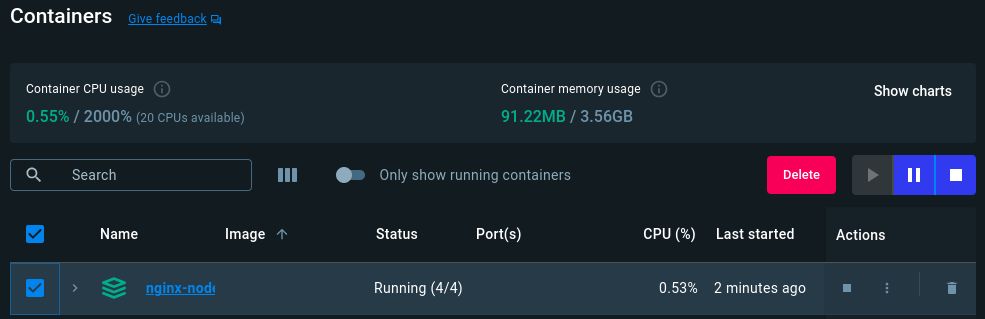 Containers Give feedback
Container CPU usage Container memory usage Show charts
0.55% / 2000% (20 CPUs available) 91.22MB / 3.56GB
Search Only show running containers Delete
Name Image Status Port(s) CPU (%) Last started Actions
nginx-node Running (4/4) 0.53% 2 minutes ago